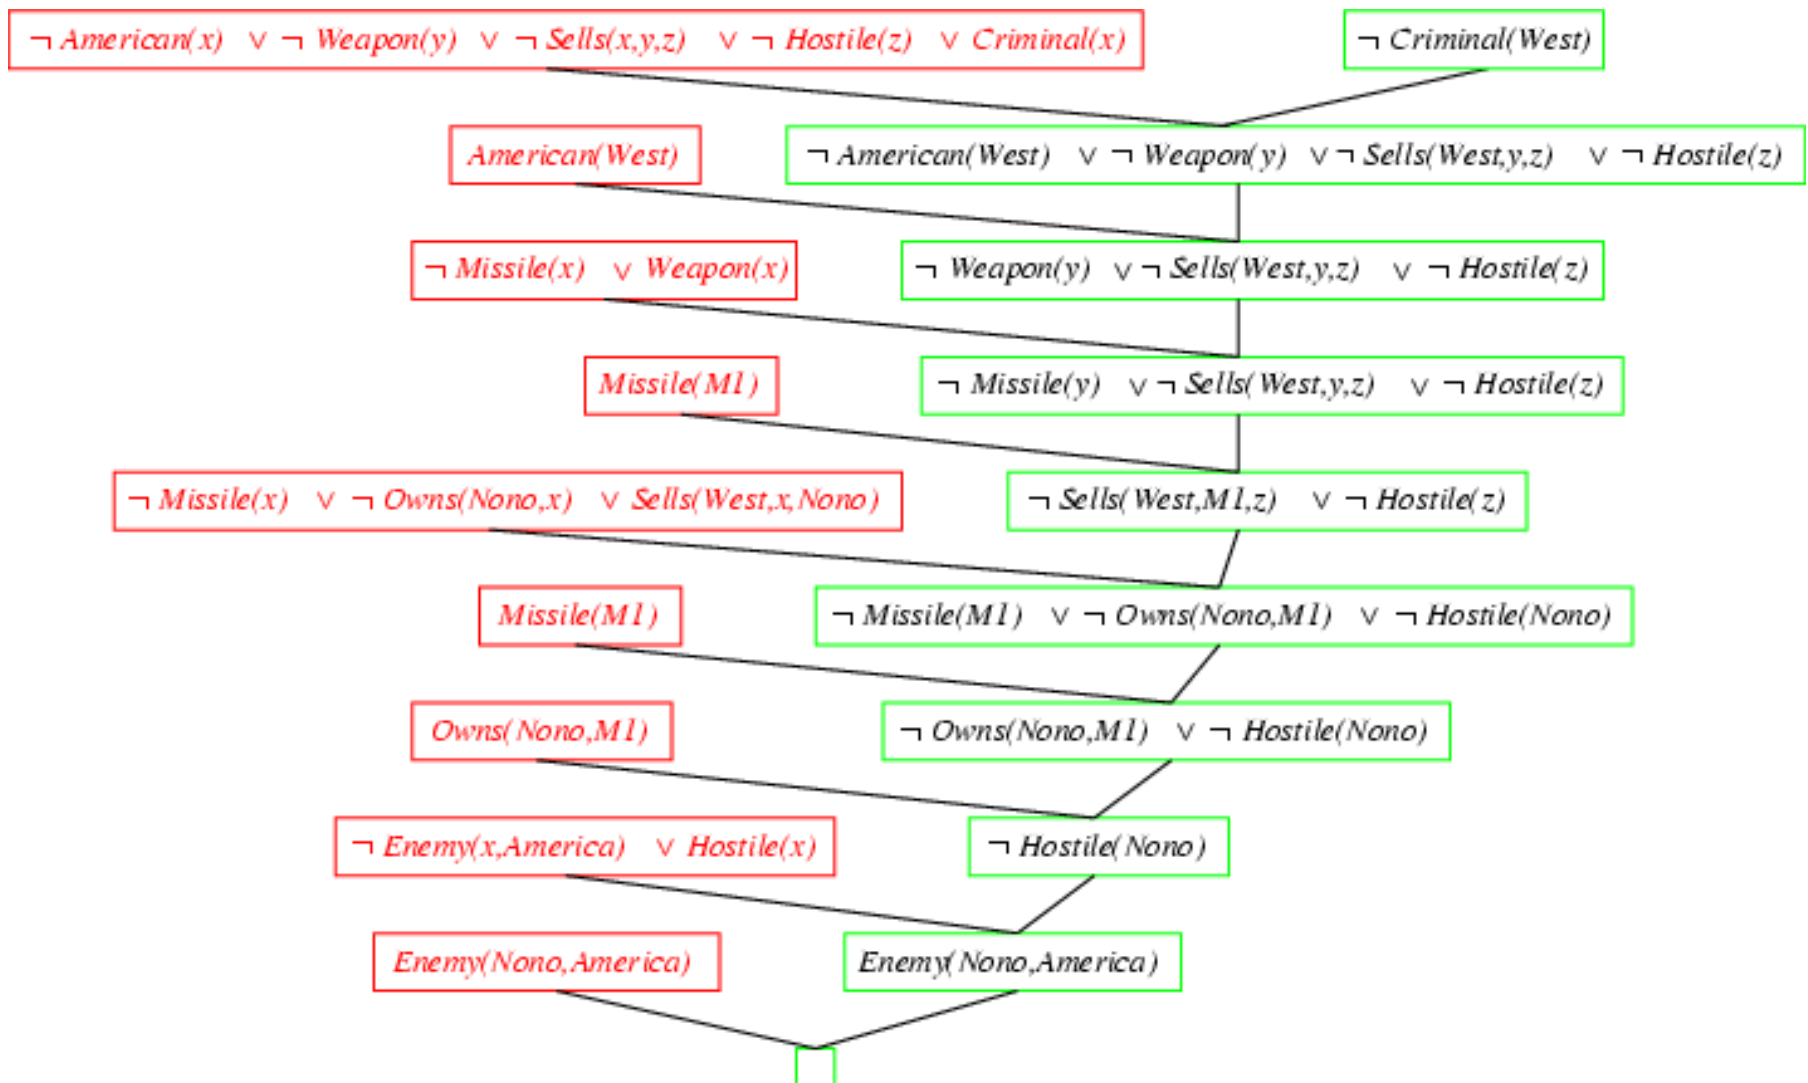 ¬ American(x) ∨ ¬ Weapon(y) ∨ ¬ Sells(x,y,z) ∨ ¬ Hostile(z) ∨ Criminal(x) ¬ Criminal(West)
American(West) ¬ American(West) ∨ ¬ Weapon(y) ∨ ¬ Sells(West,y,z) ∨ ¬ Hostile(z)
¬ Missile(x) ∨ Weapon(x) ¬ Weapon(y) ∨ ¬ Sells(West,y,z) ∨ ¬ Hostile(z)
Missile(M1) ¬ Missile(y) ∨ ¬ Sells(West,y,z) ∨ ¬ Hostile(z)
¬ Missile(x) ∨ ¬ Owns(Nono,x) ∨ Sells(West,x,Nono) ¬ Sells(West,M1,z) ∨ ¬ Hostile(z)
Missile(M1) ¬ Missile(M1) ∨ ¬ Owns(Nono,M1) ∨ ¬ Hostile(Nono)
Owns(Nono,M1) ¬ Owns(Nono,M1) ∨ ¬ Hostile(Nono)
¬ Enemy(x,America) ∨ Hostile(x) ¬ Hostile(Nono)
Enemy(Nono,America) Enemy(Nono,America)